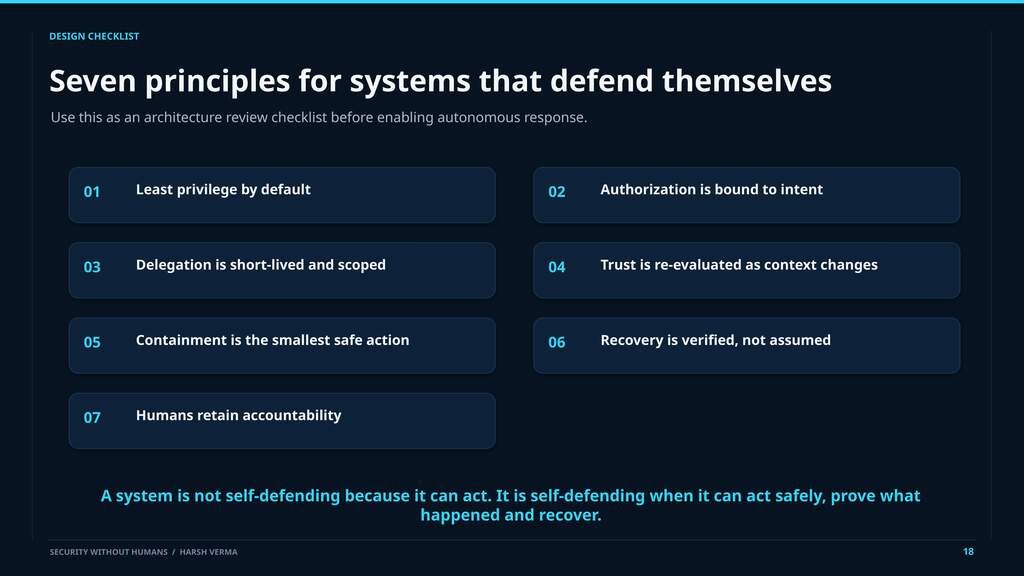 DESIGN CHECKLIST
Seven principles for systems that defend themselves
Use this as an architecture review checklist before enabling autonomous response.
01 Least privilege by default
02 Authorization is bound to intent
03 Delegation is short-lived and scoped
04 Trust is re-evaluated as context changes
05 Containment is the smallest safe action
06 Recovery is verified, not assumed
07 Humans retain accountability
A system is not self-defending because it can act. It is self-defending when it can act safely, prove what
happened and recover.
SECURITY WITHOUT HUMANS / HARSH VERMA
18